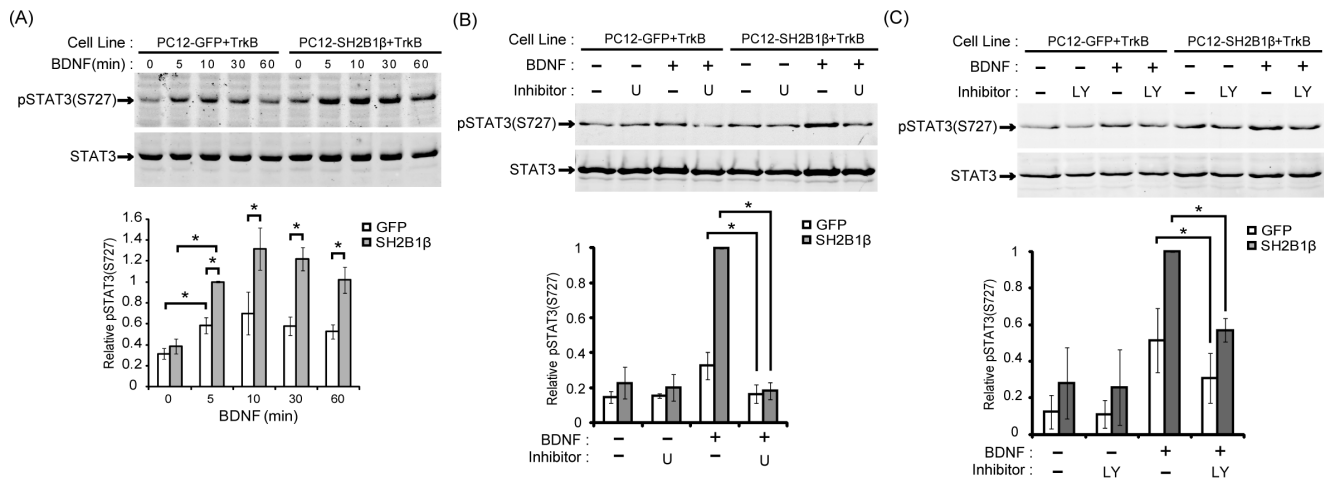 (A)
Cell Line : PC12-GFP+TrkB PC12-SH2B1β+TrkB
BDNF(min) 0 5 10 30 60 0 5 10 30 60
pSTAT3(S727)
STAT3
* * * * * *
GFP
SH2B1β
Relative pSTAT3(S727)
1.6
1.4
1.2
1
0.8
0.6
0.4
0.2
0
0 5 10 30 60
BDNF (min)
(B)
Cell Line : PC12-GFP+TrkB PC12-SH2B1β+TrkB
BDNF : – – + + – – + +
Inhibitor : – U – U – U – U
pSTAT3(S727)
STAT3
* *
GFP
SH2B1β
Relative pSTAT3(S727)
1
0.8
0.6
0.4
0.2
0
BDNF : – – + +
Inhibitor : – U – U
(C)
Cell Line : PC12-GFP+TrkB PC12-SH2B1β+TrkB
BDNF : – – + + – – + +
Inhibitor : – LY – LY – LY – LY
pSTAT3(S727)
STAT3
* *
GFP
SH2B1β
Relative pSTAT3(S727)
1
0.8
0.6
0.4
0.2
0
BDNF : – – + +
Inhibitor : – LY – LY